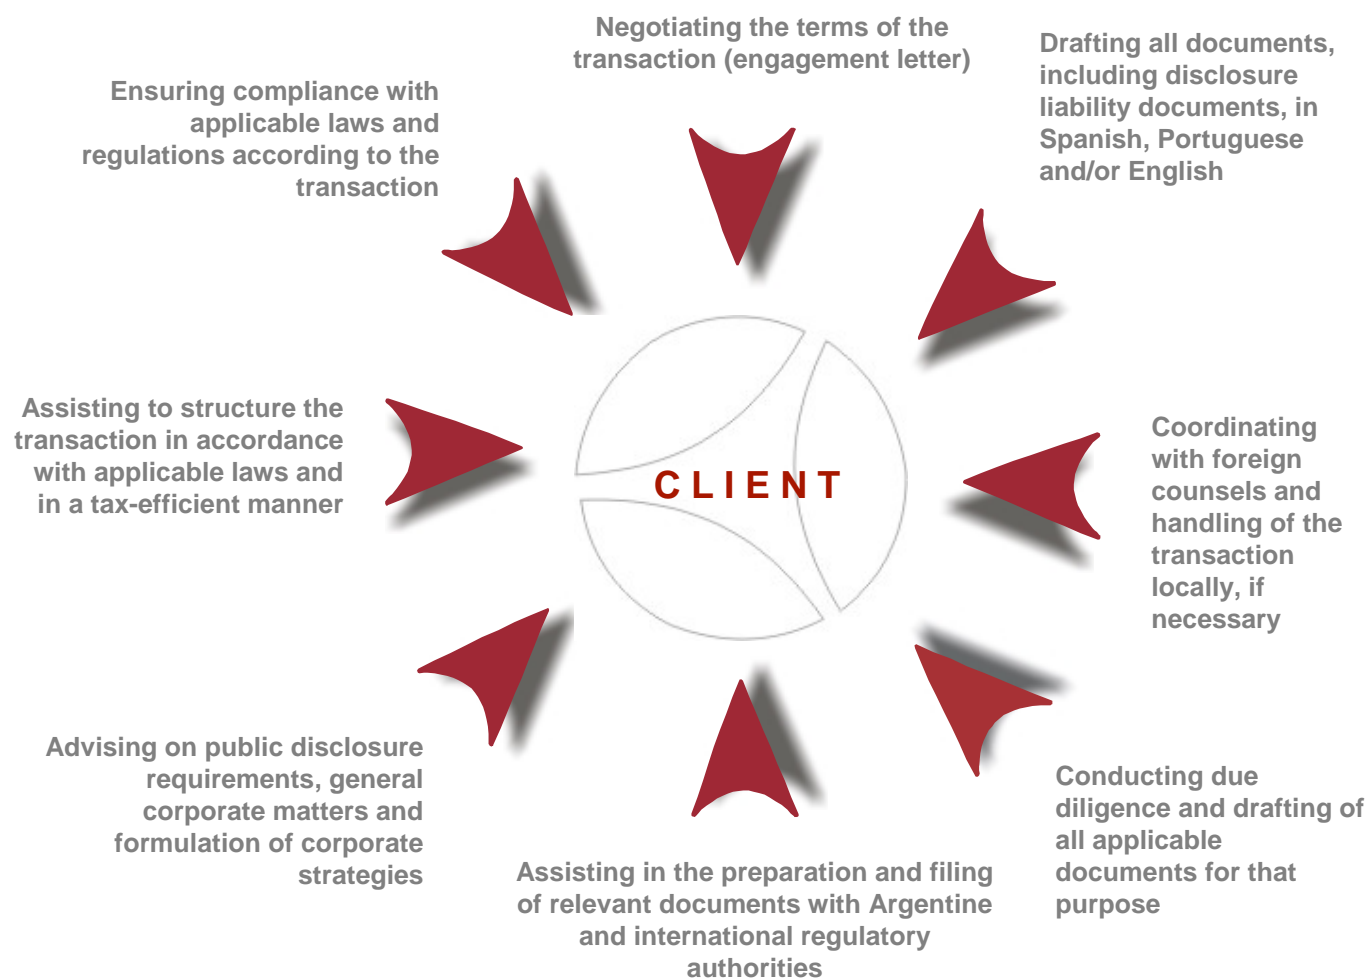 Negotiating the terms of the
transaction (engagement letter)
Drafting all documents,
including disclosure
liability documents, in
Spanish, Portuguese
and/or English
Ensuring compliance with
applicable laws and
regulations according to the
transaction
Assisting to structure the
transaction in accordance
with applicable laws and
in a tax-efficient manner
CLIENT
Coordinating
with foreign
counsels and
handling of the
transaction
locally, if
necessary
Advising on public disclosure
requirements, general
corporate matters and
formulation of corporate
strategies
Conducting due
diligence and drafting of
all applicable
documents for that
purpose
Assisting in the preparation and filing
of relevant documents with Argentine
and international regulatory
authorities